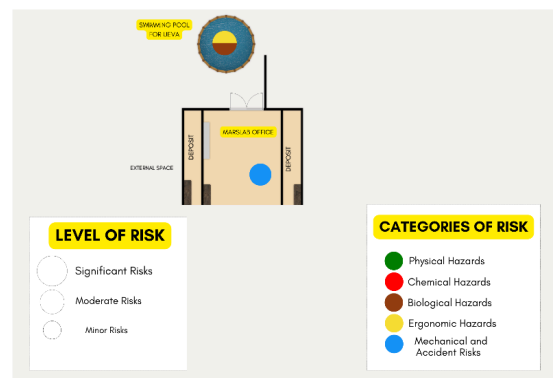 SWIMMING POOL
FOR UEVA
MARSLAB OFFICE
DEPOSIT
DEPOSIT
EXTERNAL SPACE
LEVEL OF RISK
Significant Risks
Moderate Risks
Minor Risks
CATEGORIES OF RISK
Physical Hazards
Chemical Hazards
Biological Hazards
Ergonomic Hazards
Mechanical and
Accident Risks